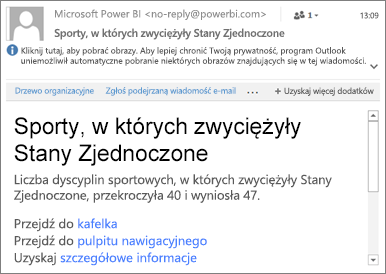 Microsoft Power BI <no-reply@powerbi.com>
1
13:09
Sporty, w których zwyciężyły Stany Zjednoczone
Kliknij tutaj, aby pobrać obrazy. Aby lepiej chronić Twoją prywatność, program Outlook
uniemożliwił automatyczne pobranie niektórych obrazów znajdujących się w tej wiadomości.
Drzewo organizacyjne Zgłoś podejrzaną wiadomość e-mail ... + Uzyskaj więcej dodatków
Sporty, w których zwyciężyły
Stany Zjednoczone
Liczba dyscyplin sportowych, w których zwyciężyły Stany
Zjednoczone, przekroczyła 40 i wyniosła 47.
Przejdź do kafelka
Przejdź do pulpitu nawigacyjnego
Uzyskaj szczegółowe informacje